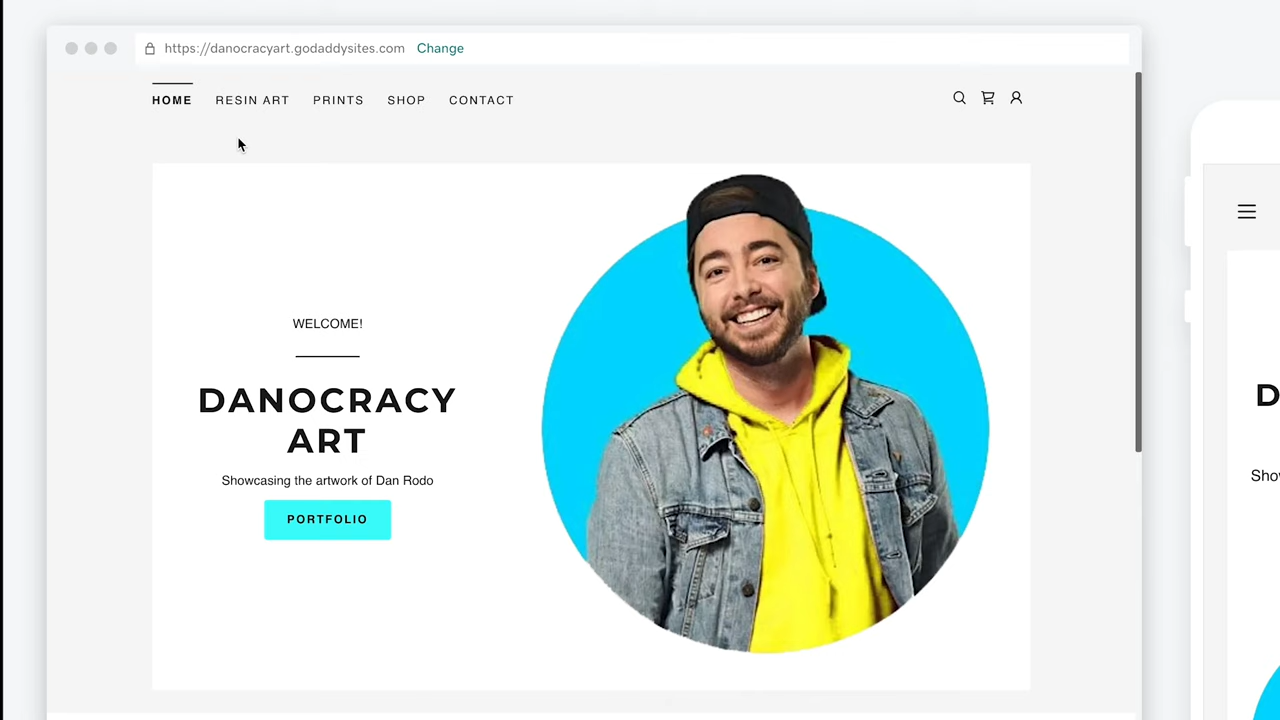 https://danocracyart.godaddysites.com Change
HOME RESIN ART PRINTS SHOP CONTACT
WELCOME!
DANOCRACY
ART
Showcasing the artwork of Dan Rodo
PORTFOLIO
D
Show